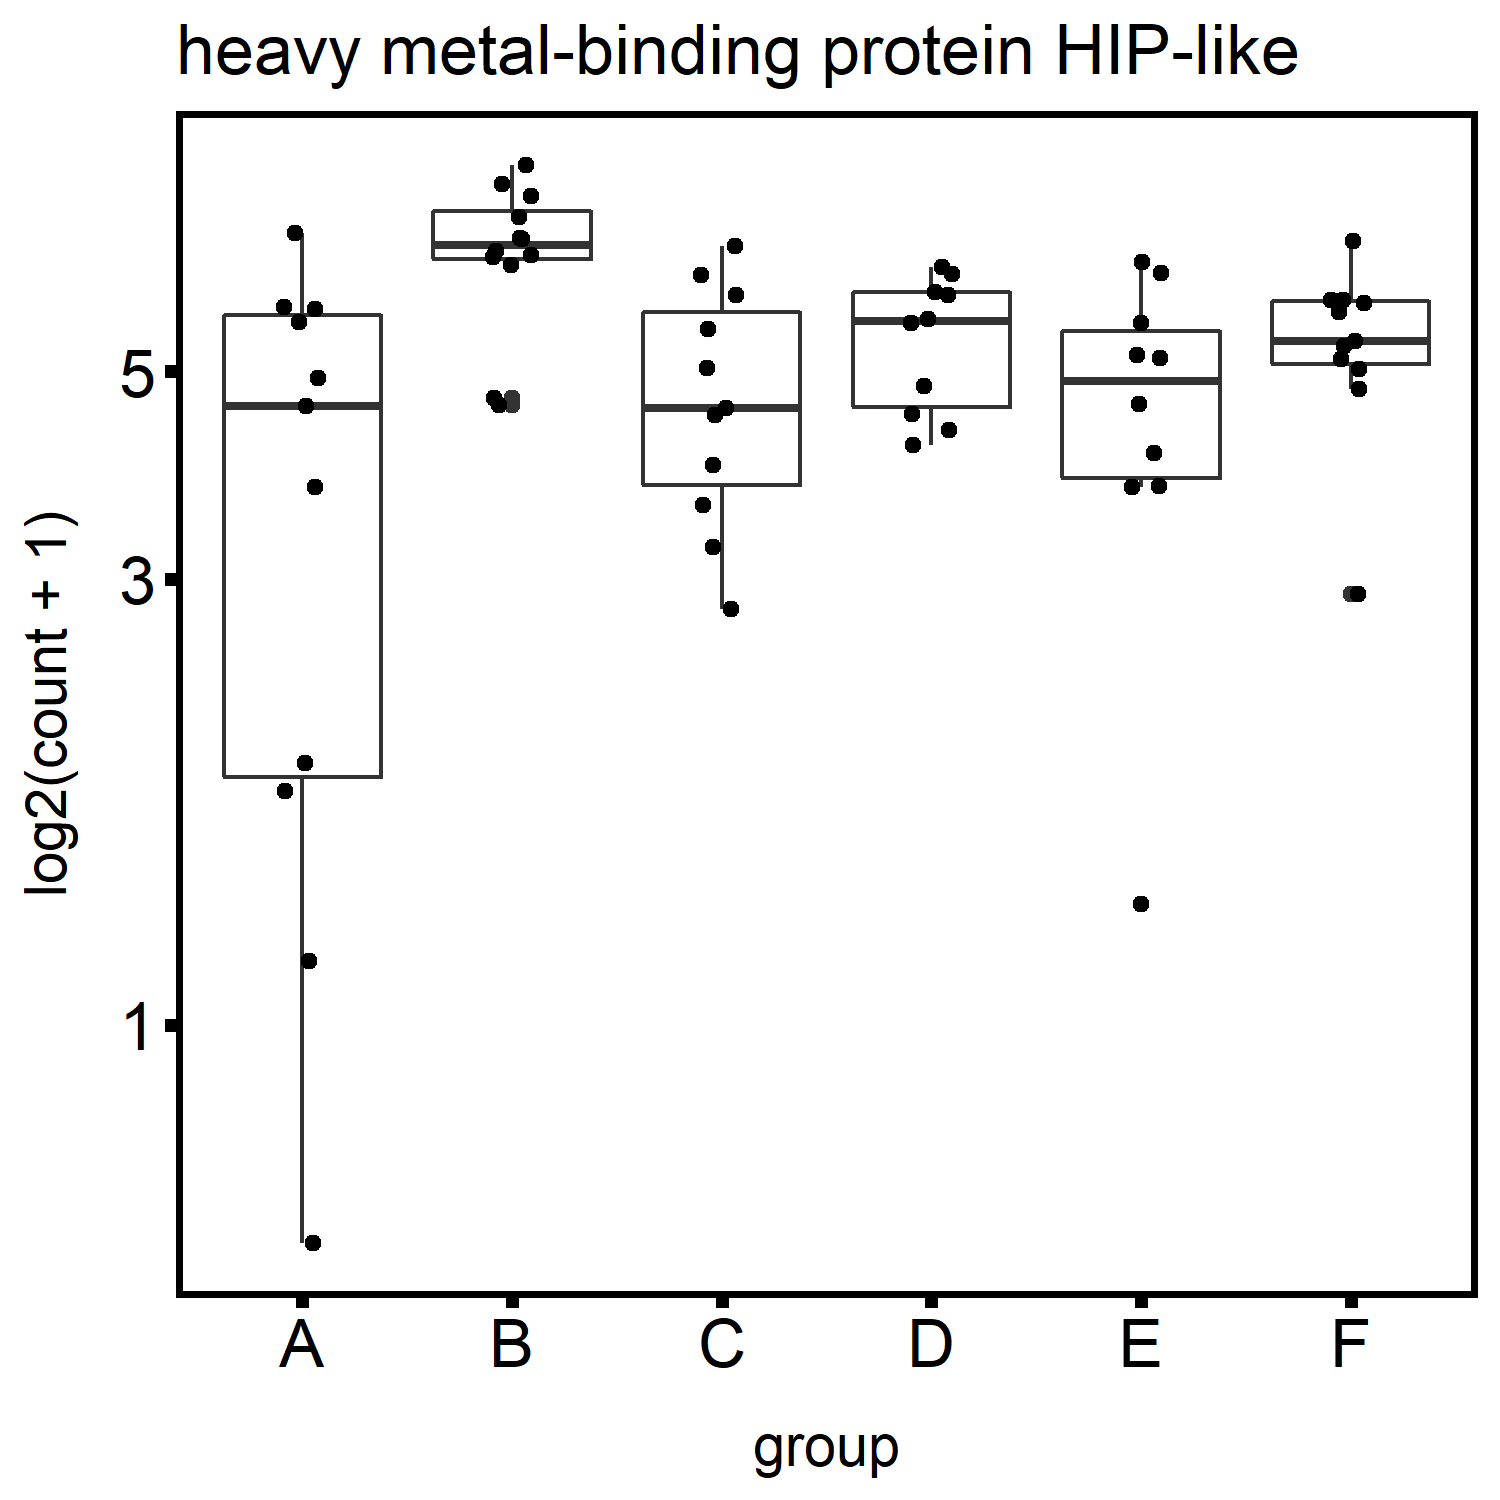 heavy metal-binding protein HIP-like
log2(count + 1)
5
3
1
A B C D E F
group